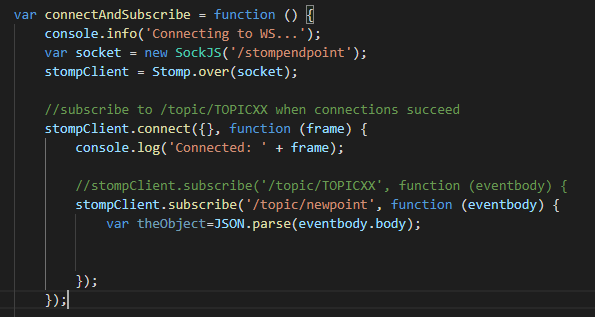 var connectAndSubscribe = function () {
    console.info('Connecting to WS...');
    var socket = new SockJS('/stompendpoint');
    stompClient = Stomp.over(socket);

    //subscribe to /topic/TOPICXX when connections succeed
    stompClient.connect({}, function (frame) {
        console.log('Connected: ' + frame);

        //stompClient.subscribe('/topic/TOPICXX', function (eventbody) {
        stompClient.subscribe('/topic/newpoint', function (eventbody) {
            var theObject=JSON.parse(eventbody.body);


        });
    });